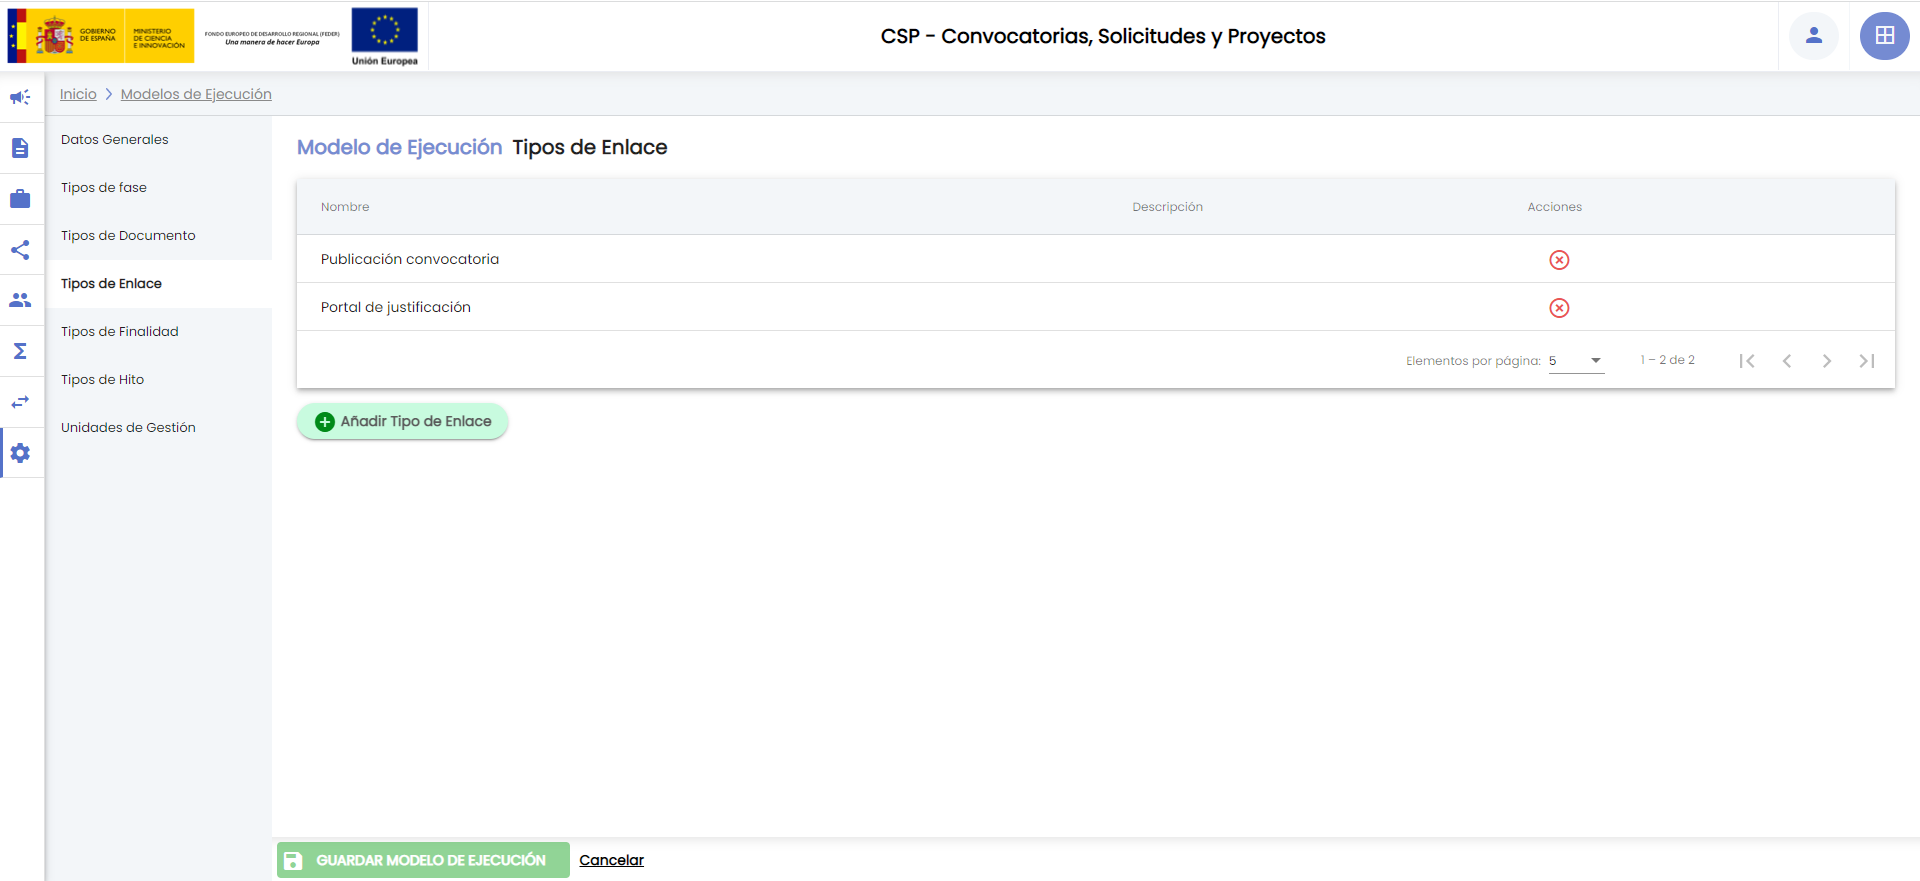 GOBIERNO
DE ESPAÑA
MINISTERIO
DE CIENCIA
E INNOVACIÓN
FONDO EUROPEO DE DESARROLLO REGIONAL (FEDER)
Una manera de hacer Europa
Unión Europea
CSP - Convocatorias, Solicitudes y Proyectos
Inicio > Modelos de Ejecución
Datos Generales
Tipos de fase
Tipos de Documento
Tipos de Enlace
Tipos de Finalidad
Tipos de Hito
Unidades de Gestión
Modelo de Ejecución Tipos de Enlace
Nombre Descripción Acciones
Publicación convocatoria
Portal de justificación
Elementos por página: 5 1 – 2 de 2
Añadir Tipo de Enlace
GUARDAR MODELO DE EJECUCIÓN Cancelar